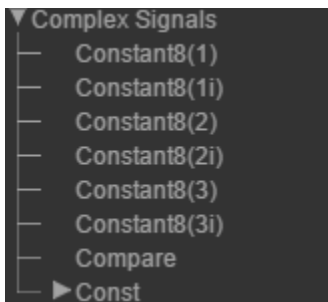 Complex Signals
Constant8(1)
Constant8(1i)
Constant8(2)
Constant8(2i)
Constant8(3)
Constant8(3i)
Compare
Const